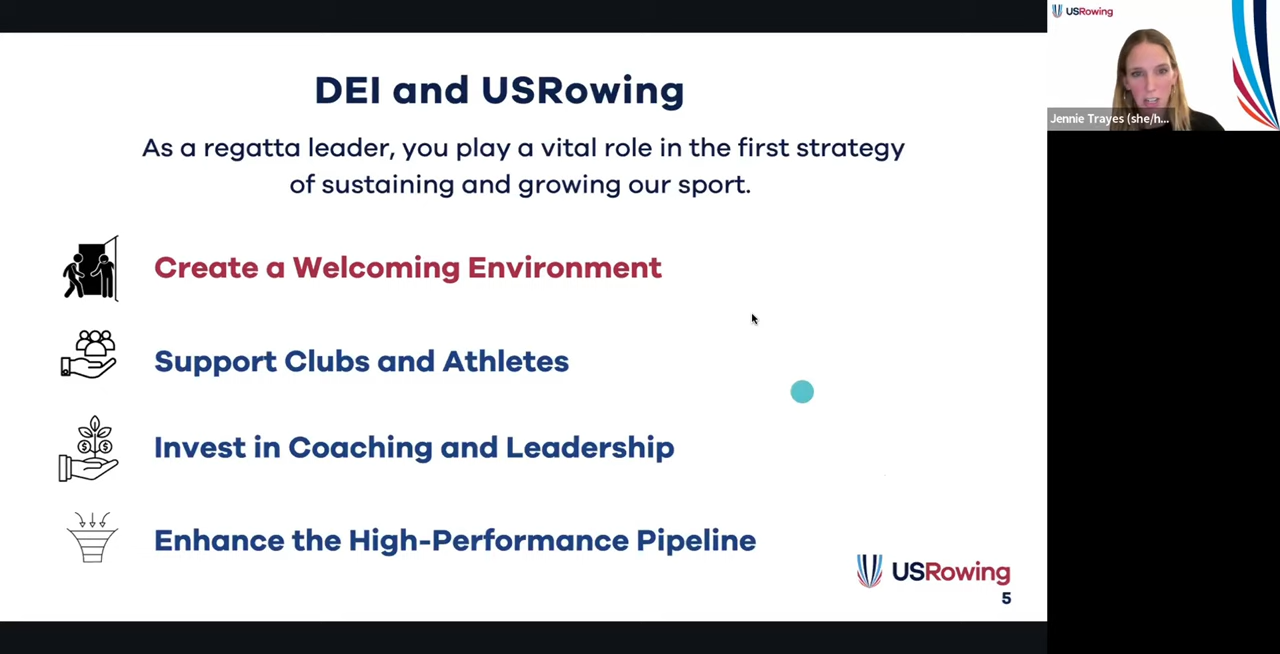 DEI and USRowing
As a regatta leader, you play a vital role in the first strategy
of sustaining and growing our sport.
Create a Welcoming Environment
Support Clubs and Athletes
Invest in Coaching and Leadership
Enhance the High-Performance Pipeline
USRowing
5
USRowing
Jennie Trayes (she/h...